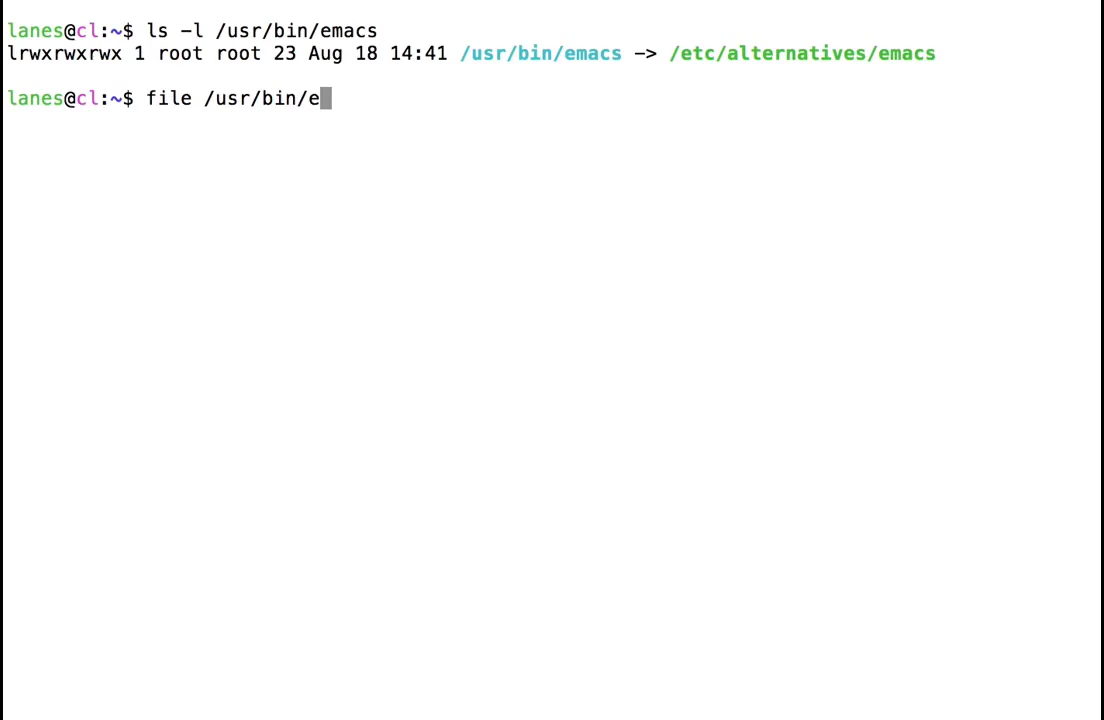 lanes@cl:~$ ls -l /usr/bin/emacs
lrwxrwxrwx 1 root root 23 Aug 18 14:41 /usr/bin/emacs -> /etc/alternatives/emacs
lanes@cl:~$ file /usr/bin/e